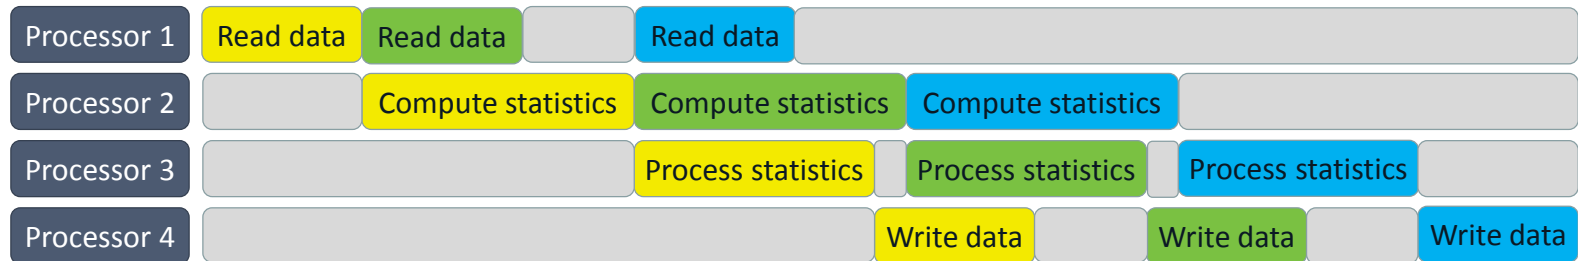 Processor 1 Read data Read data Read data
Processor 2 Compute statistics Compute statistics Compute statistics
Processor 3 Process statistics Process statistics Process statistics
Processor 4 Write data Write data Write data